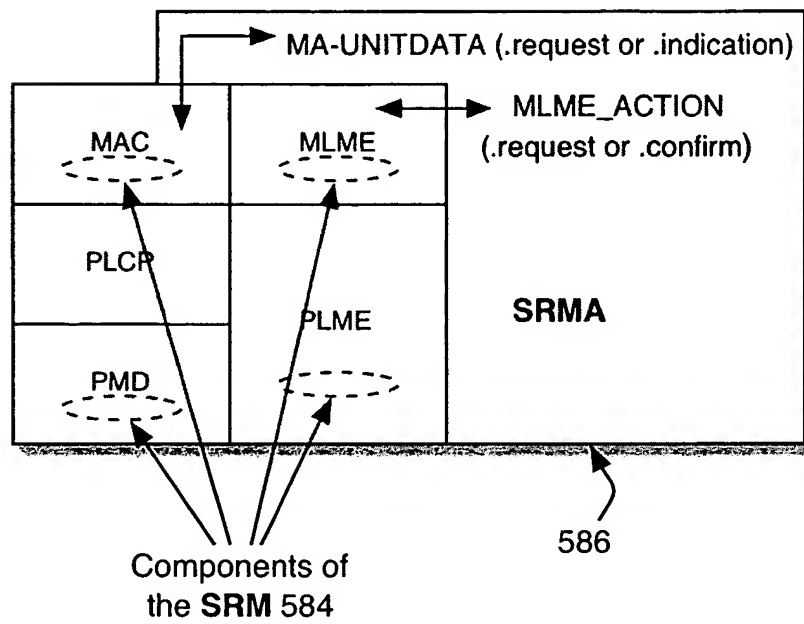 MA-UNITDATA (.request or .indication)
MLME_ACTION
(.request or .confirm)
MAC
MLME
PLCP
PLME
SRMA
PMD
586
Components of
the SRM 584